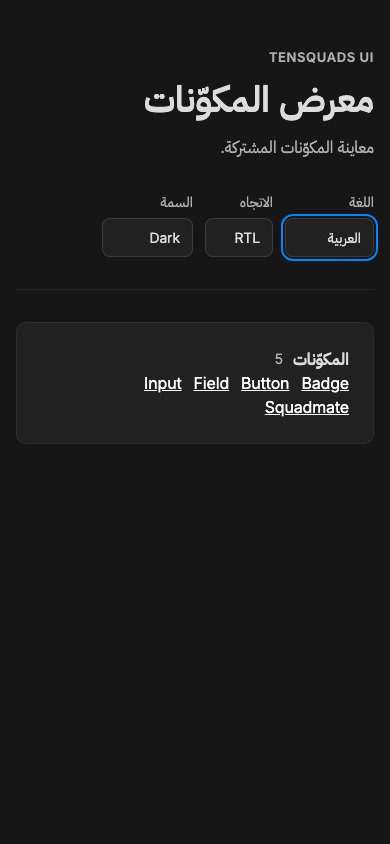 TENSQUADS UI
معرض المكوّنات
معاينة المكوّنات المشتركة.
اللغة الاتجاه السمة
العربية RTL Dark
المكوّنات 5
Badge Button Field Input
Squadmate